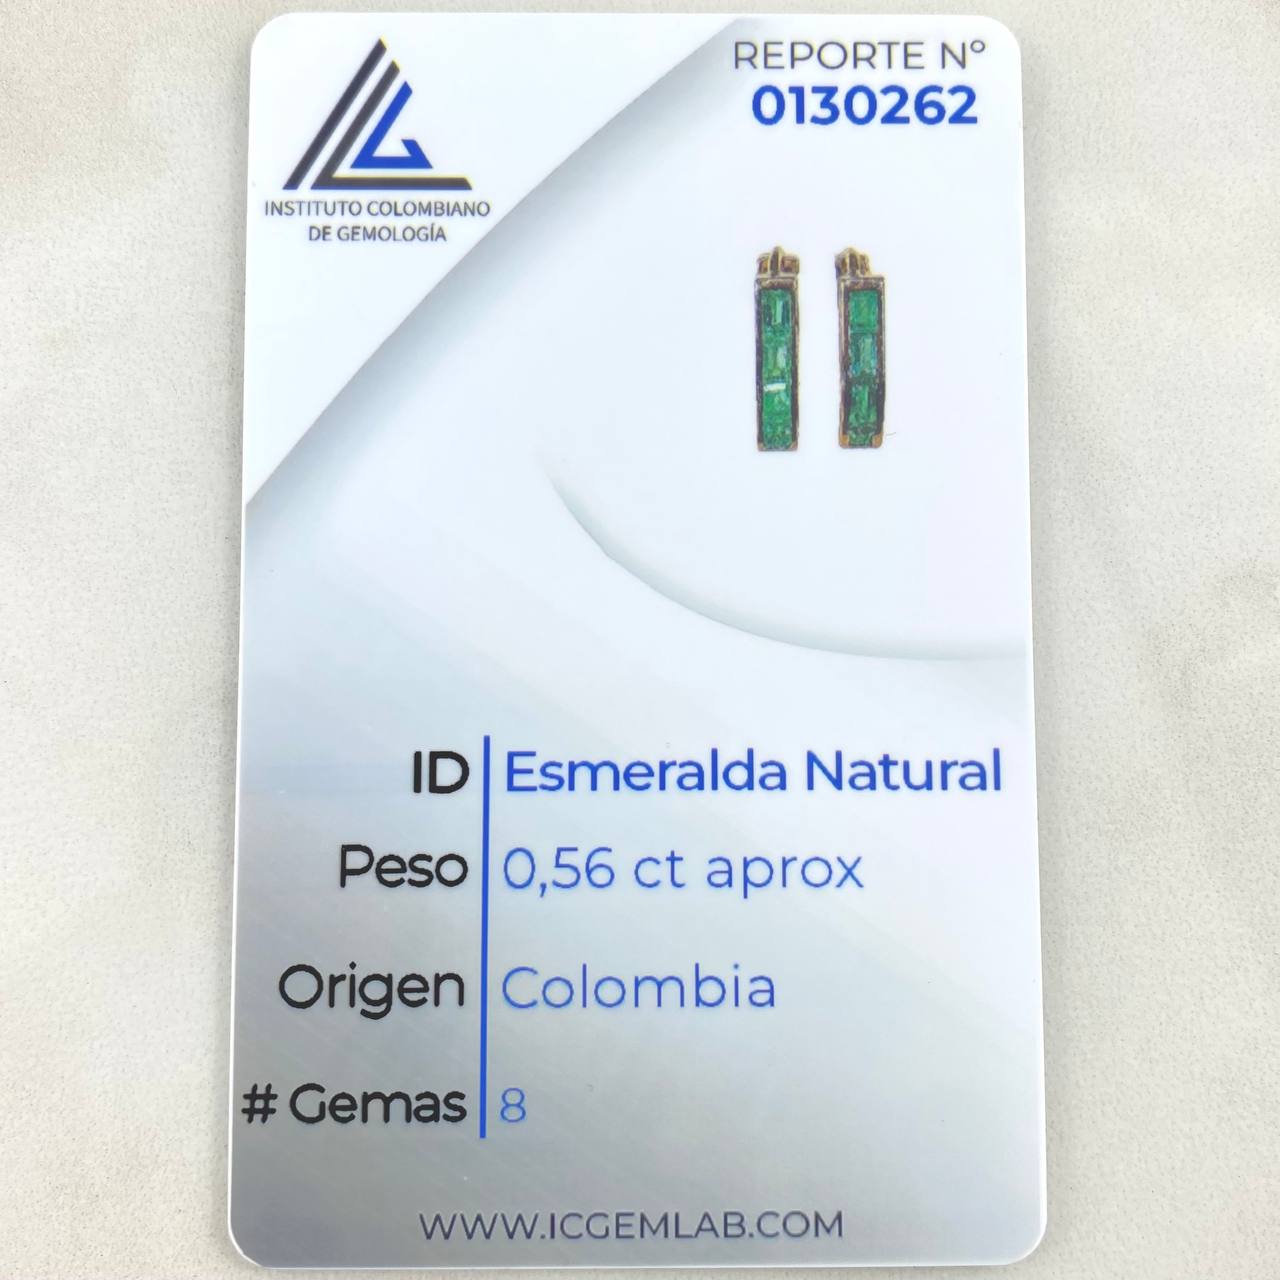 REPORTE Nº
0130262
INSTITUTO COLOMBIANO
DE GEMOLOGÍA
ID Esmeralda Natural
Peso 0,56 ct aprox
Origen Colombia
# Gemas 8
WWW.ICGEMLAB.COM